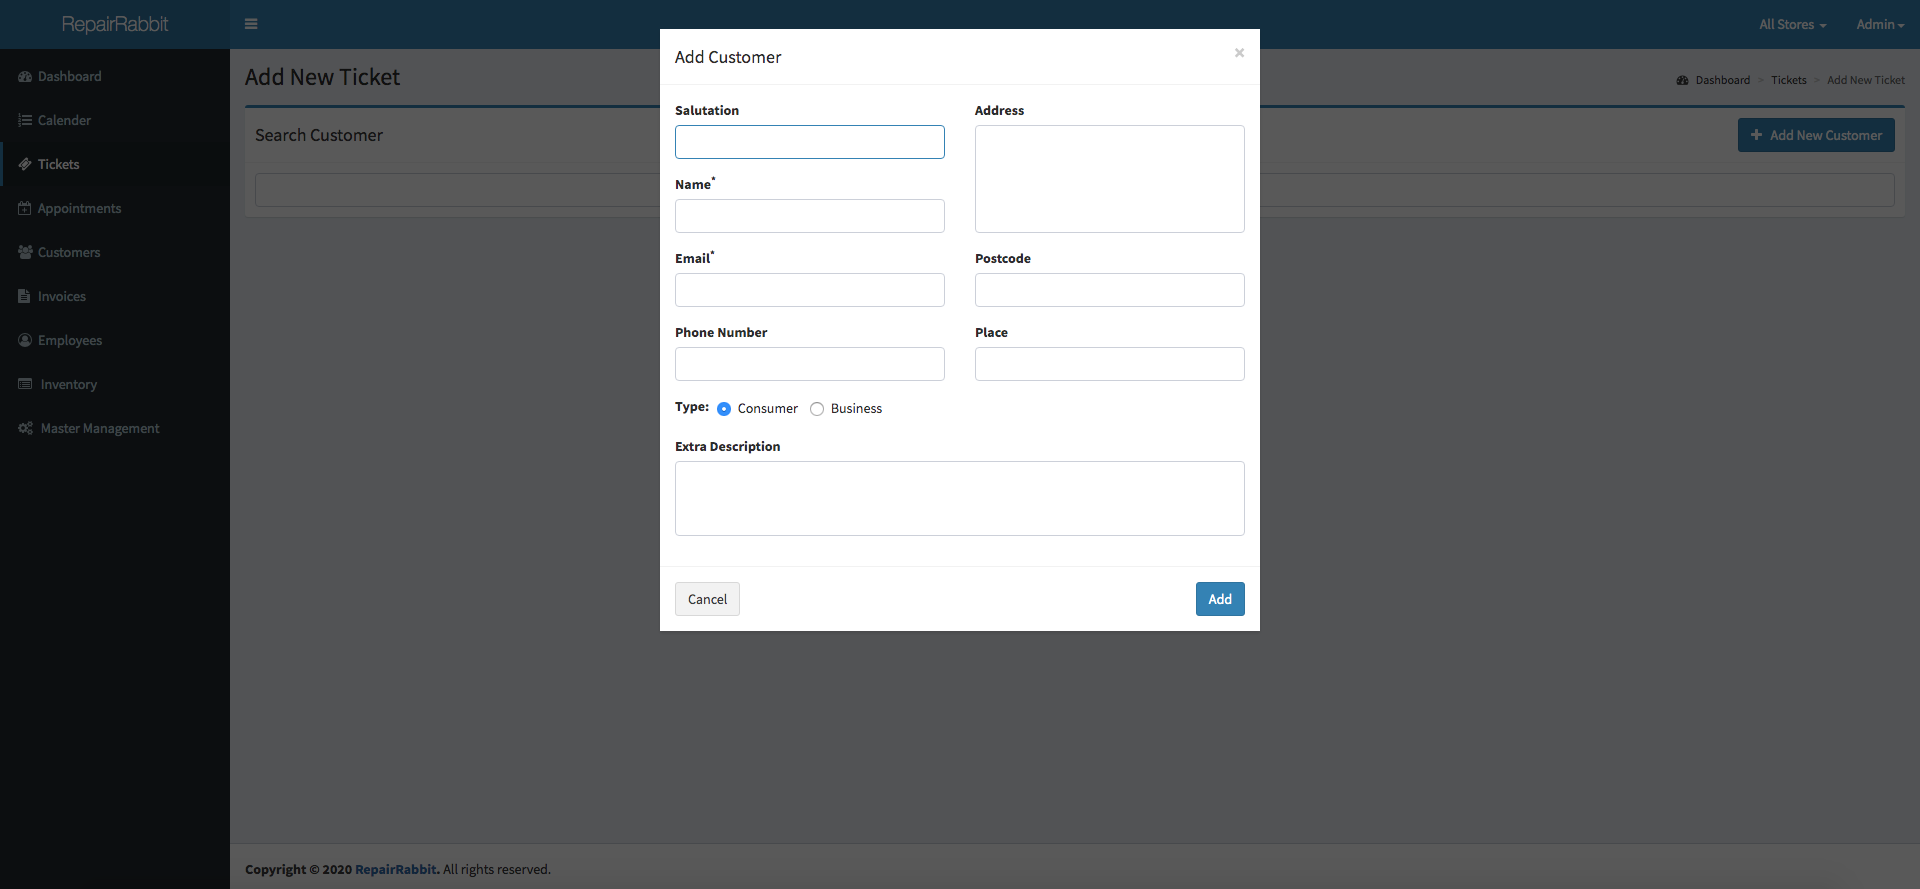 RepairRabbit
All Stores
Admin
Dashboard
Calender
Tickets
Appointments
Customers
Invoices
Employees
Inventory
Master Management
Add New Ticket
Dashboard > Tickets > Add New Ticket
Search Customer
+ Add New Customer
Add Customer
×
Salutation
Address
Name*
Email*
Postcode
Phone Number
Place
Type: Consumer Business
Extra Description
Cancel
Add
Copyright © 2020 RepairRabbit. All rights reserved.